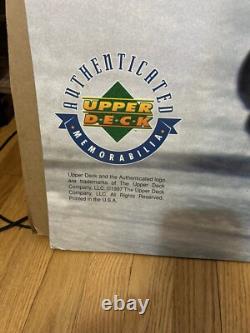 AUTHENTICATED
UPPER
DECK
MEMORABILIA
Upper Deck and the Authenticated logo
are trademarks of The Upper Deck
Company, LLC. ©1997 The Upper Deck
Company, LLC. All Rights Reserved.
Printed in the U.S.A.